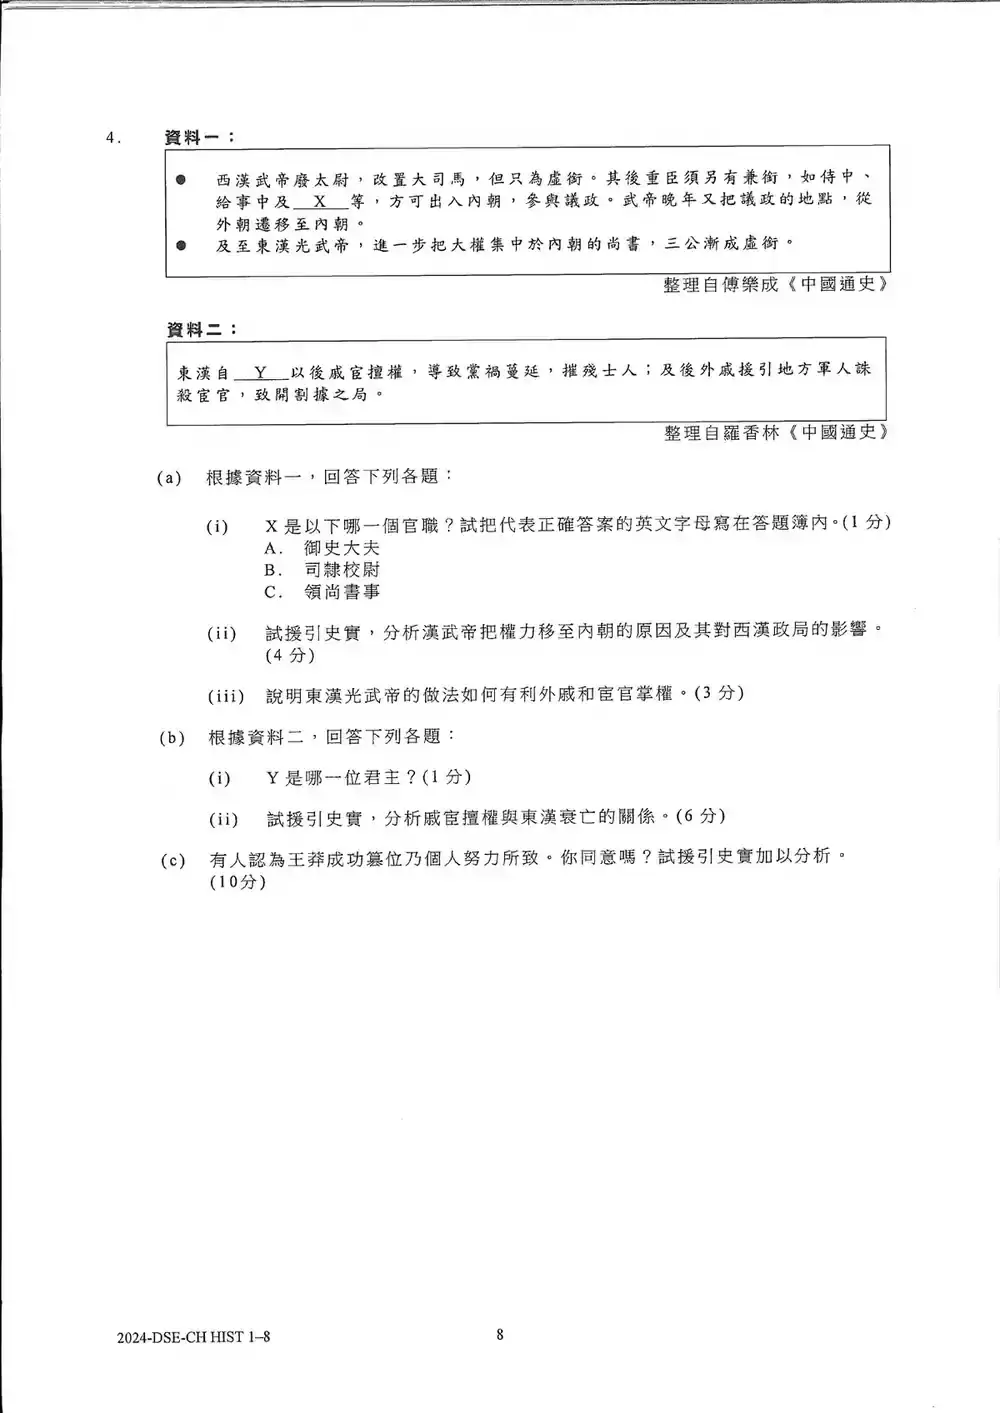 4. 資料一：
● 西漢武帝廢太尉，改置大司馬，但只為虛銜。其後重臣須另有兼銜，如侍中、
給事中及 X 等，方可出入內朝，參與議政。武帝晚年又把議政的地點，從
外朝遷移至內朝。
● 及至東漢光武帝，進一步把大權集中於內朝的尚書，三公漸成虛銜。
整理自傅樂成《中國通史》
資料二：
東漢自 Y 以後戚宦擅權，導致黨禍蔓延，摧殘士人；及後外戚援引地方軍人誅
殺宦官，致開割據之局。
整理自羅香林《中國通史》
(a) 根據資料一，回答下列各題：
(i) X是以下哪一個官職？試把代表正確答案的英文字母寫在答題簿內。(1 分)
A. 御史大夫
B. 司隸校尉
C. 領尚書事
(ii) 試援引史實，分析漢武帝把權力移至內朝的原因及其對西漢政局的影響。
(4 分)
(iii) 說明東漢光武帝的做法如何有利外戚和宦官掌權。(3 分)
(b) 根據資料二，回答下列各題：
(i) Y是哪一位君主？(1 分)
(ii) 試援引史實，分析戚宦擅權與東漢衰亡的關係。(6 分)
(c) 有人認為王莽成功篡位乃個人努力所致。你同意嗎？試援引史實加以分析。
(10分)
2024-DSE-CH HIST 1–8
8